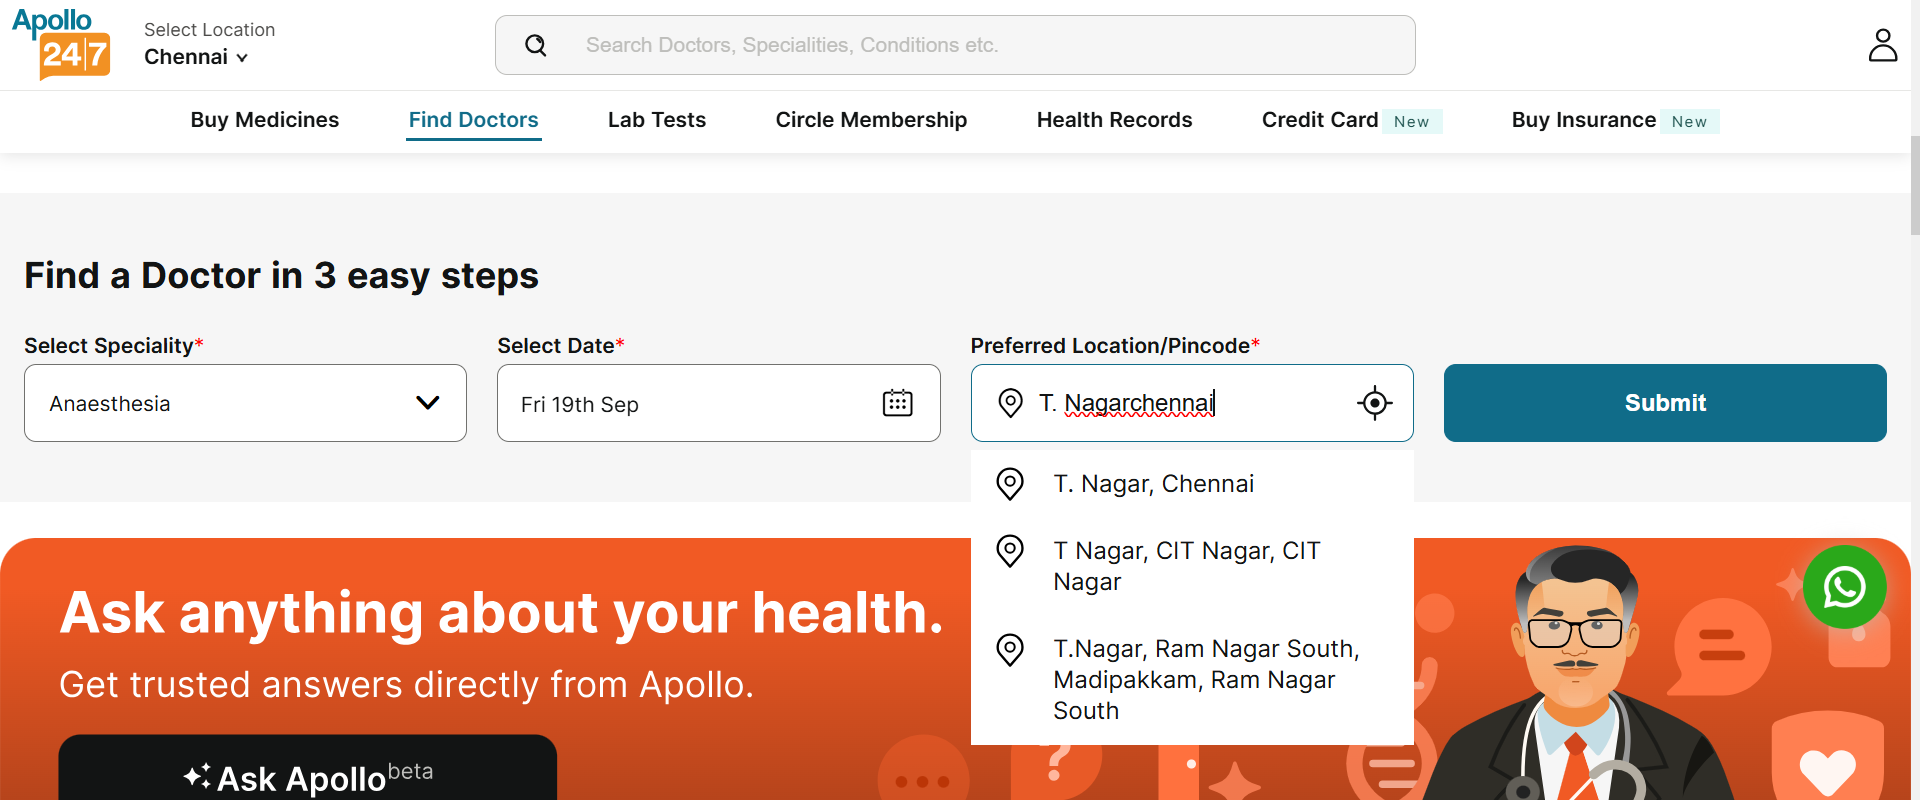 Apollo
24|7
Select Location
Chennai
Search Doctors, Specialities, Conditions etc.
Buy Medicines
Find Doctors
Lab Tests
Circle Membership
Health Records
Credit Card New
Buy Insurance New
Find a Doctor in 3 easy steps
Select Speciality*
Select Date*
Preferred Location/Pincode*
Anaesthesia
Fri 19th Sep
T. Nagarchennai
Submit
T. Nagar, Chennai
T Nagar, CIT Nagar, CIT
Nagar
T.Nagar, Ram Nagar South,
Madipakkam, Ram Nagar
South
Ask anything about your health.
Get trusted answers directly from Apollo.
Ask Apollo beta
?